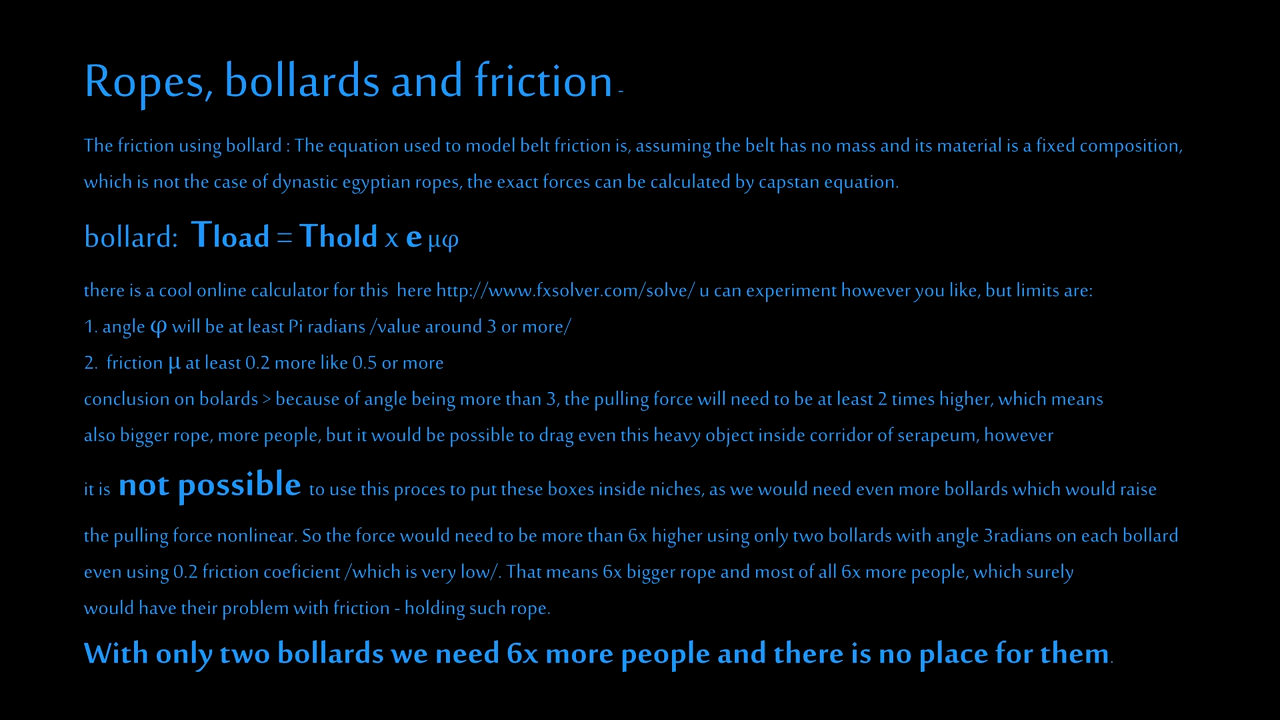 Ropes, bollards and friction -
The friction using bollard : The equation used to model belt friction is, assuming the belt has no mass and its material is a fixed composition,
which is not the case of dynastic egyptian ropes, the exact forces can be calculated by capstan equation.
bollard: Tload = Thold x e μφ
there is a cool online calculator for this here http://www.fxsolver.com/solve/ u can experiment however you like, but limits are:
1. angle φ will be at least Pi radians /value around 3 or more/
2. friction μ at least 0.2 more like 0.5 or more
conclusion on bolards > because of angle being more than 3, the pulling force will need to be at least 2 times higher, which means
also bigger rope, more people, but it would be possible to drag even this heavy object inside corridor of serapeum, however
it is not possible to use this proces to put these boxes inside niches, as we would need even more bollards which would raise
the pulling force nonlinear. So the force would need to be more than 6x higher using only two bollards with angle 3radians on each bollard
even using 0.2 friction coeficient /which is very low/. That means 6x bigger rope and most of all 6x more people, which surely
would have their problem with friction - holding such rope.
With only two bollards we need 6x more people and there is no place for them.